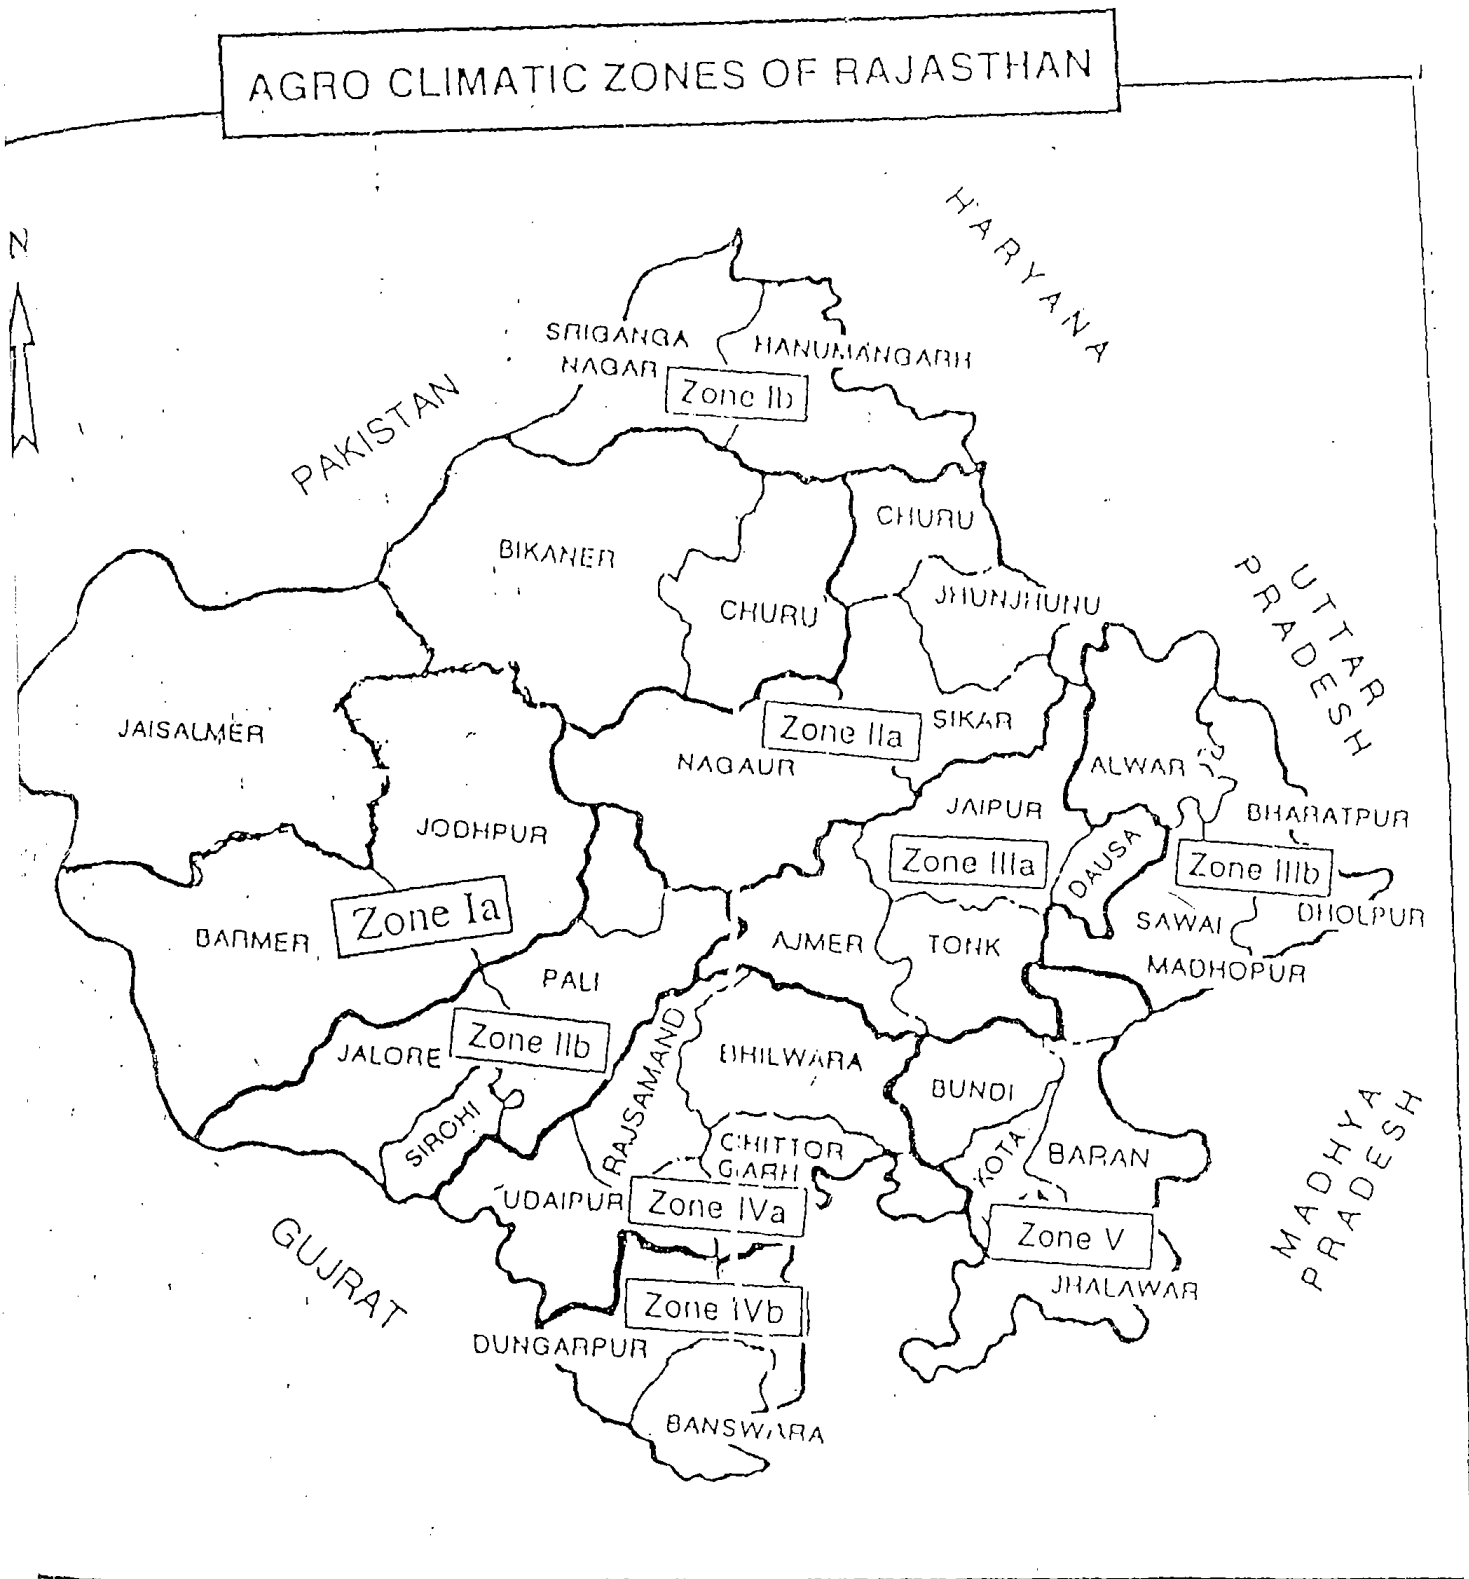 AGRO CLIMATIC ZONES OF RAJASTHAN
HARYANA
N
SRIGANGA
NAGAR
HANUMANGARH
Zone Ib
PAKISTAN
CHURU
BIKANER
CHURU
JHUNJHUNU
UTTAR
PRADESH
JAISALMER
Zone IIa
SIKAR
NAGAUR
ALWAR
JODHPUR
JAIPUR
BHARATPUR
Zone IIIa
DAUSA
Zone IIIb
Zone Ia
BARMER
AJMER
TONK
SAWAI
MADHOPUR
DHOLPUR
PALI
Zone IIb
JALORE
RAJSAMAND
BHILWARA
BUNDI
SIROHI
CHITTOR
GARH
KOTA
BARAN
MADHYA
PRADESH
UDAIPUR
Zone IVa
Zone V
GUJRAT
JHALAWAR
Zone IVb
DUNGARPUR
BANSWARA